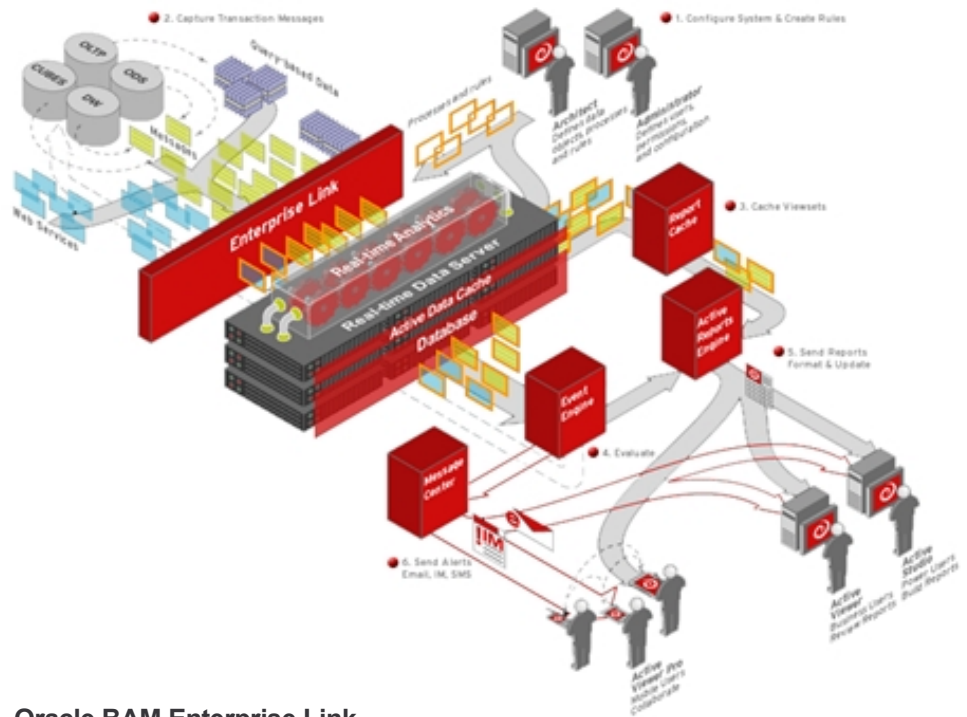 2. Capture Transaction Messages
1. Configure System & Create Rules
OLTP
CUBES
ODS
DW
Query-based Data
Messages
Web Services
Processes and rules
Architect
Defines data
objects, processes
and rules
Administrator
Defines users,
permissions,
and configuration
Enterprise Link
Real-time Analytics
Real-time Data Server
Active Data Cache
Database
Report
Cache
3. Cache Viewsets
Active
Reports
Engine
5. Send Reports
Format & Update
Event
Engine
4. Evaluate
Message
Center
IM
6. Send Alerts
Email, IM, SMS
Active
Studio
Power Users
Build Reports
Active
Viewer
Business Users
Review Reports
Active
Viewer Pro
Mobile Users
Collaborate
Oracle BAM Enterprise Link